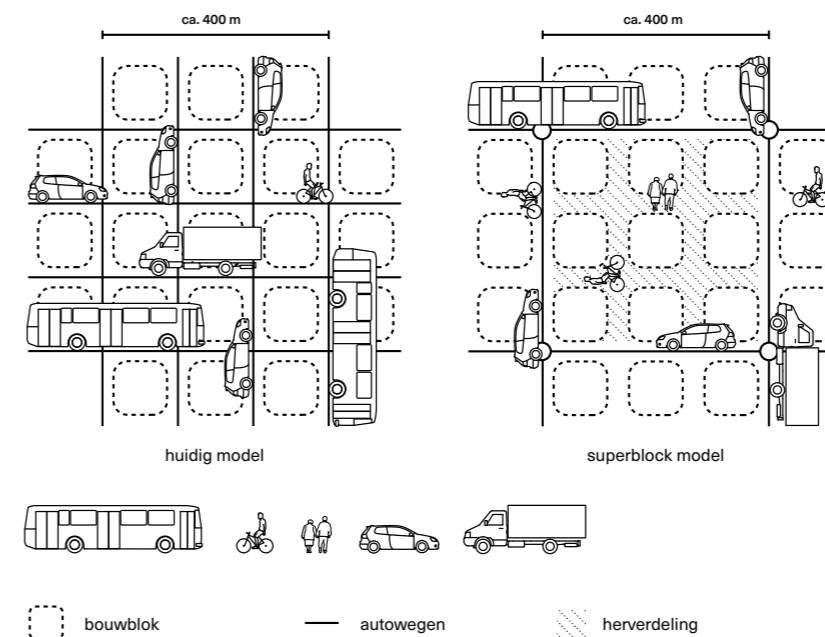 ca. 400 m
ca. 400 m
huidig model
superblock model
bouwblok
autowegen
herverdeling